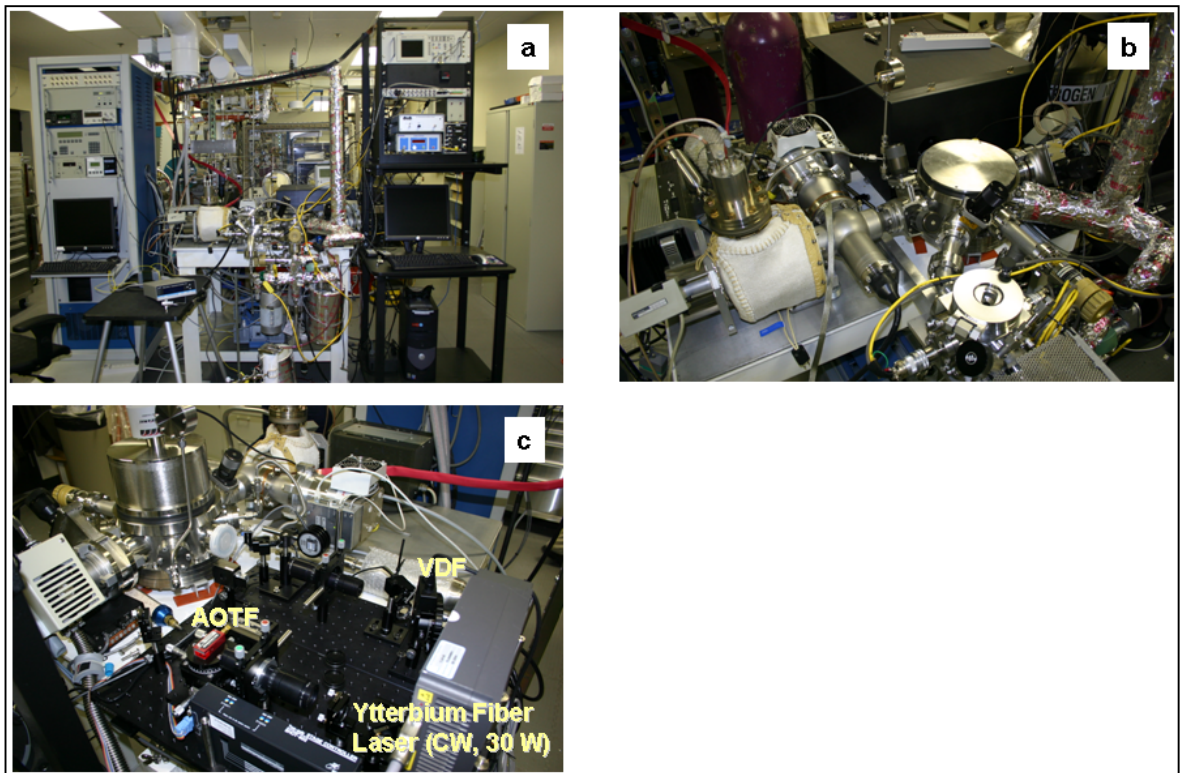 a
b
ROGEN
c
VDF
AOTF
Ytterbium Fiber
Laser (CW, 30 W)